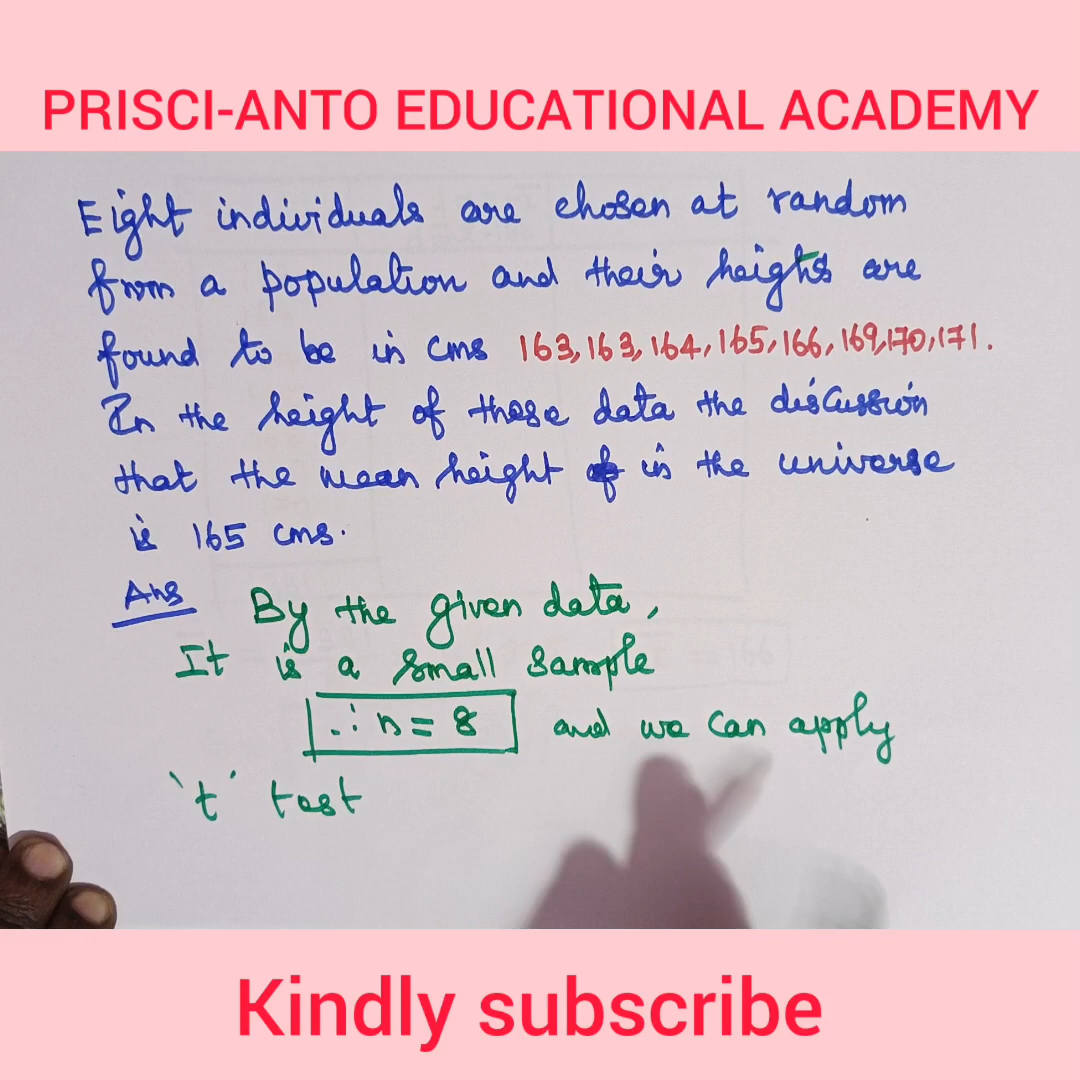 PRISCI-ANTO EDUCATIONAL ACADEMY
Eight individuals are chosen at random
from a population and their heights are
found to be in cms 163, 163, 164, 165, 166, 169, 170, 171.
In the height of these data the discussion
that the mean height in the universe
is 165 cms.
Ans By the given data,
It is a small sample
∴ n = 8 and we can apply
't' test
Kindly subscribe